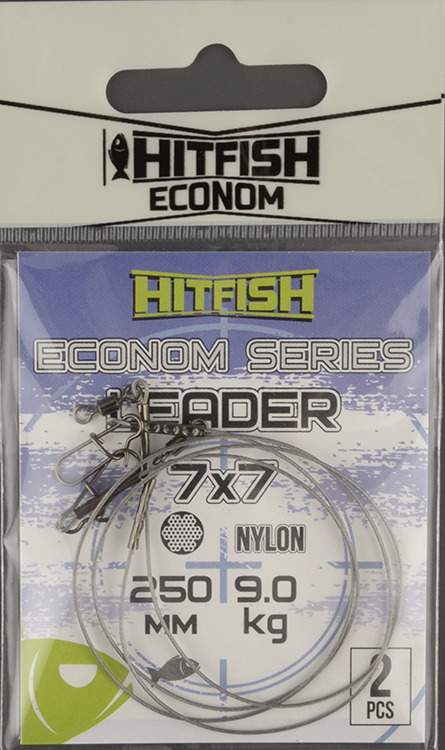 HITFISH
ECONOM
HITFISH
ECONOM SERIES
LEADER
7x7
NYLON
250 9.0
MM kg
2
PCS